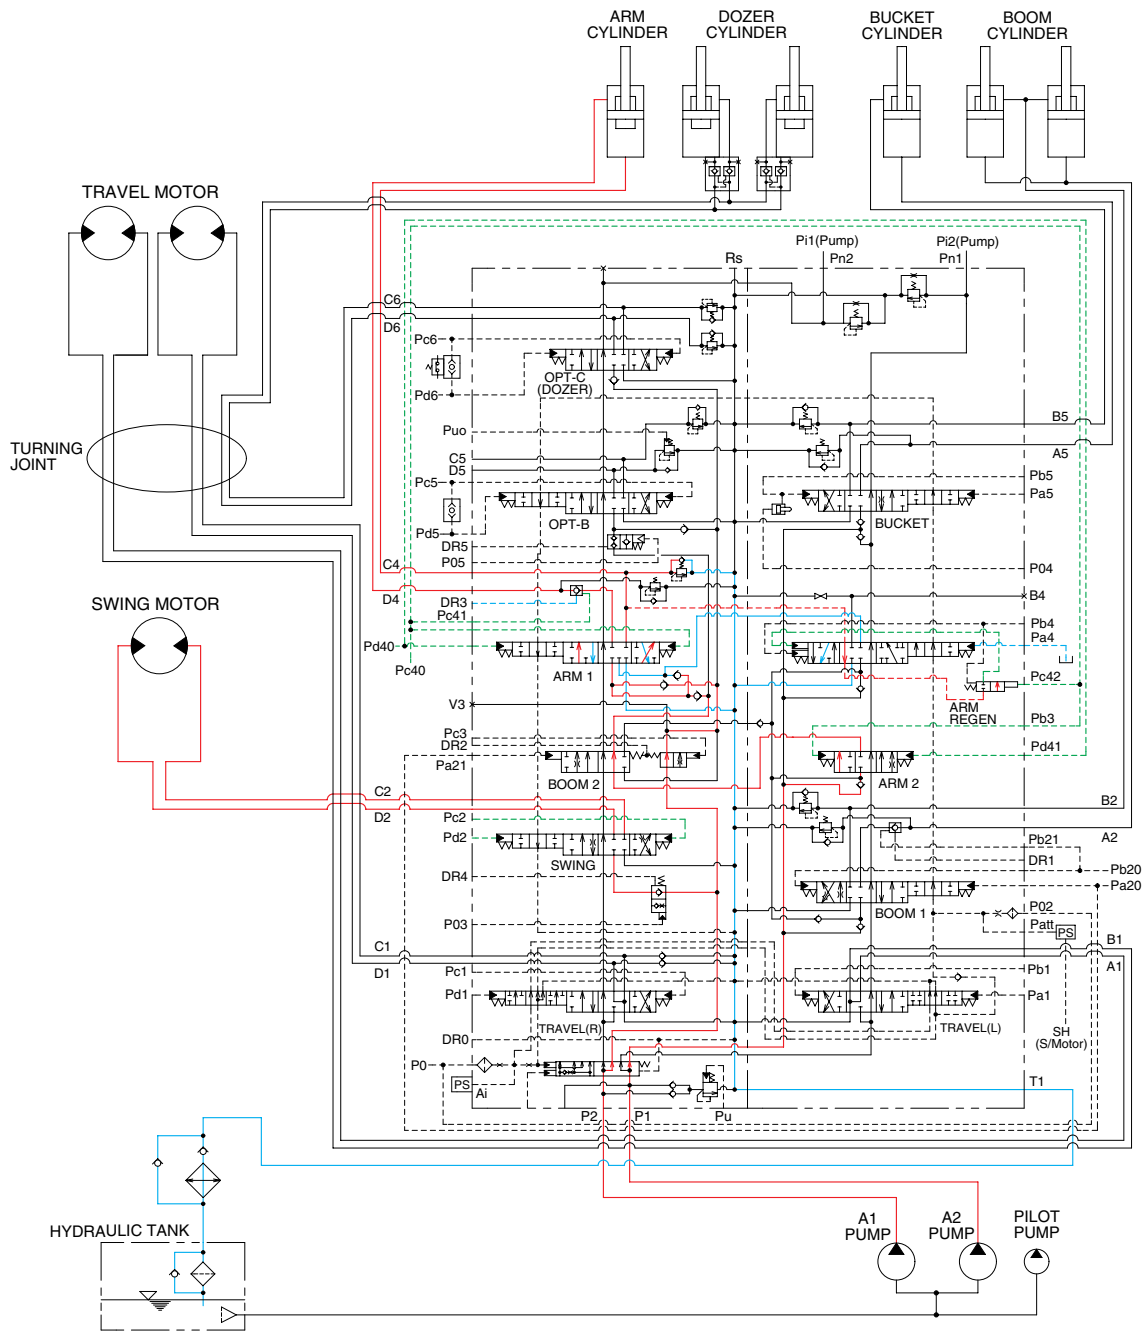 ARM
CYLINDER
DOZER
CYLINDER
BUCKET
CYLINDER
BOOM
CYLINDER
TRAVEL MOTOR
Pi1(Pump)
Pn2
Pi2(Pump)
Pn1
Rs
C6
D6
Pc6
Pd6
OPT-C
(DOZER)
TURNING
JOINT
Puo
C5
D5
Pc5
Pd5
OPT-B
DR5
P05
B5
A5
Pb5
Pa5
BUCKET
P04
C4
D4
DR3
Pc41
Pd40
Pc40
ARM 1
B4
Pb4
Pa4
Pc42
ARM
REGEN
SWING MOTOR
V3
Pc3
DR2
Pa21
BOOM 2
Pb3
Pd41
ARM 2
C2
D2
Pc2
Pd2
SWING
DR4
P03
B2
A2
Pb21
DR1
Pb20
Pa20
BOOM 1
P02
Patt
PS
C1
D1
Pc1
Pd1
TRAVEL(R)
B1
A1
Pb1
Pa1
TRAVEL(L)
SH
(S/Motor)
DR0
P0
PS
Ai
P2
P1
Pu
T1
HYDRAULIC TANK
A1
PUMP
A2
PUMP
PILOT
PUMP